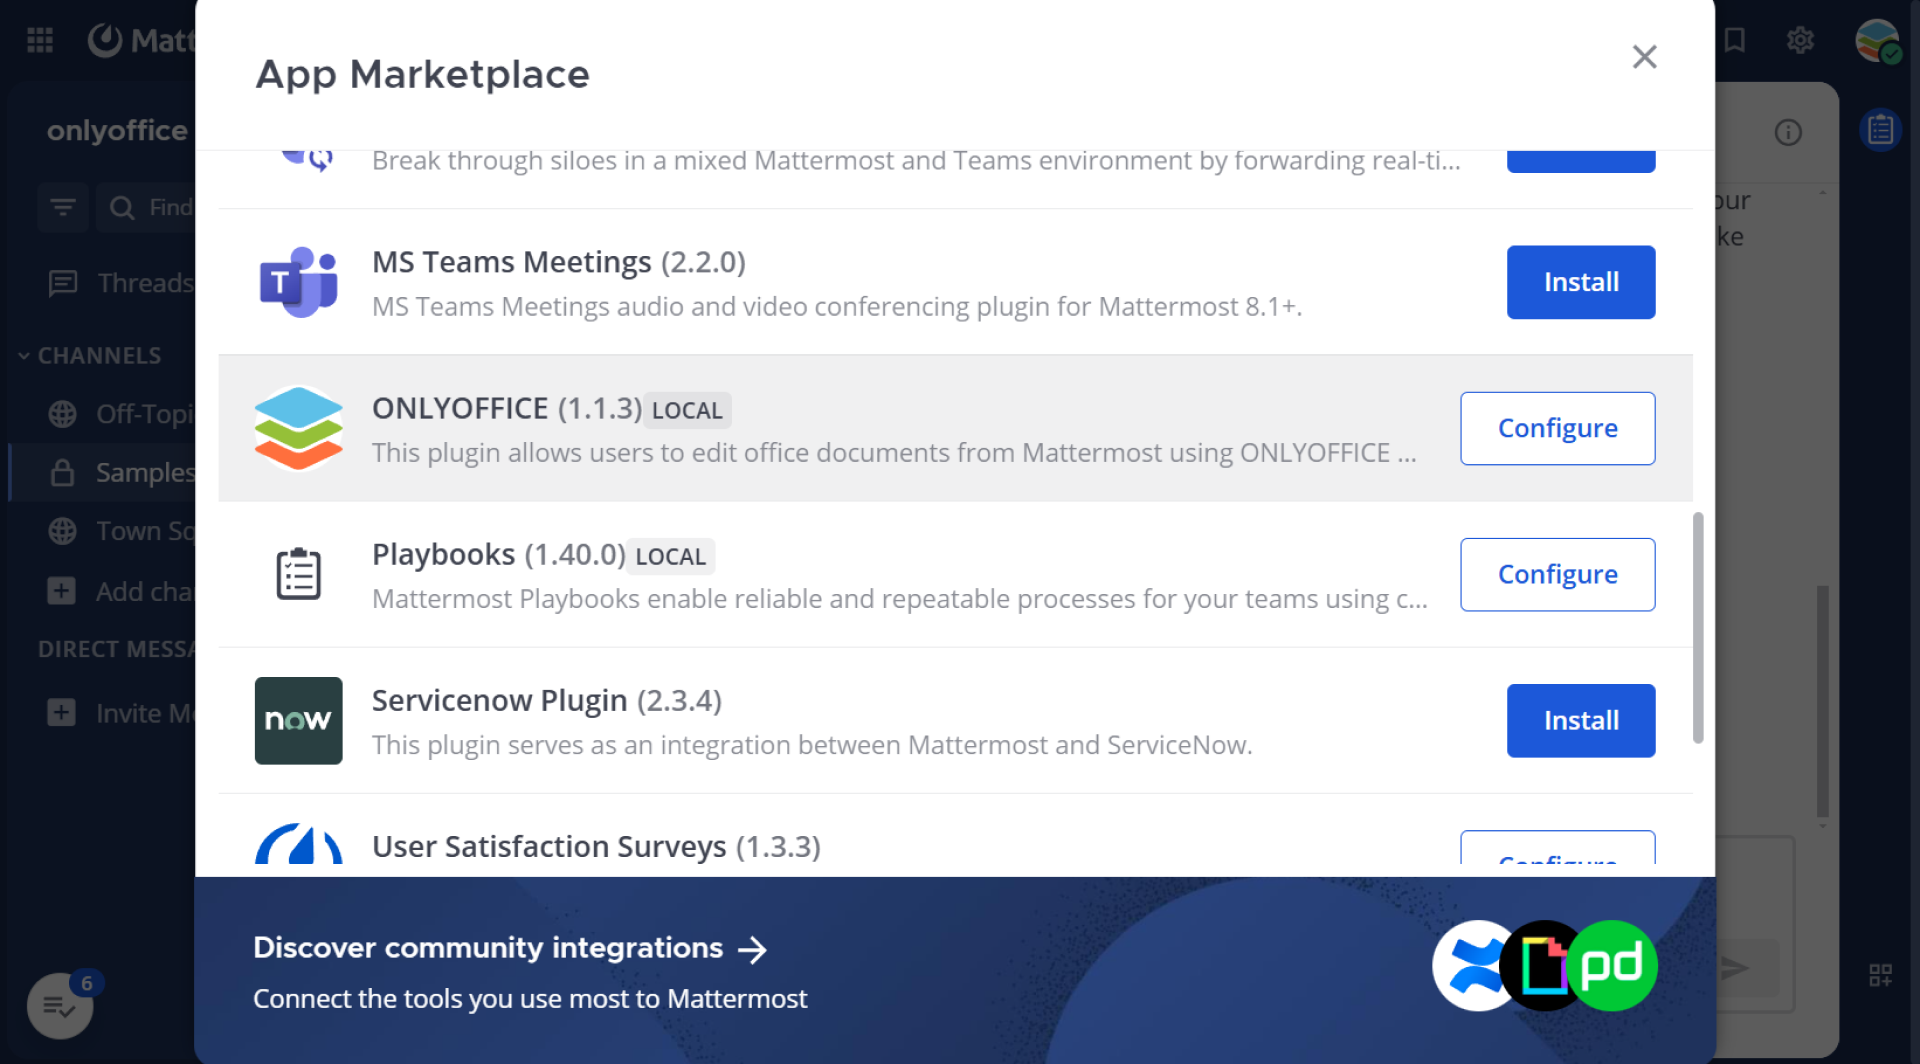 Matt
App Marketplace
onlyoffice
Find
Threads
CHANNELS
Off-Topi
Samples
Town Sq
Add cha
DIRECT MESSA
Invite Me
6
Break through siloes in a mixed Mattermost and Teams environment by forwarding real-ti...
T
MS Teams Meetings (2.2.0)
MS Teams Meetings audio and video conferencing plugin for Mattermost 8.1+.
Install
ONLYOFFICE (1.1.3) LOCAL
This plugin allows users to edit office documents from Mattermost using ONLYOFFICE ...
Configure
Playbooks (1.40.0) LOCAL
Mattermost Playbooks enable reliable and repeatable processes for your teams using c...
Configure
now
Servicenow Plugin (2.3.4)
This plugin serves as an integration between Mattermost and ServiceNow.
Install
User Satisfaction Surveys (1.3.3)
Configure
Discover community integrations →
Connect the tools you use most to Mattermost
pd
our
ke